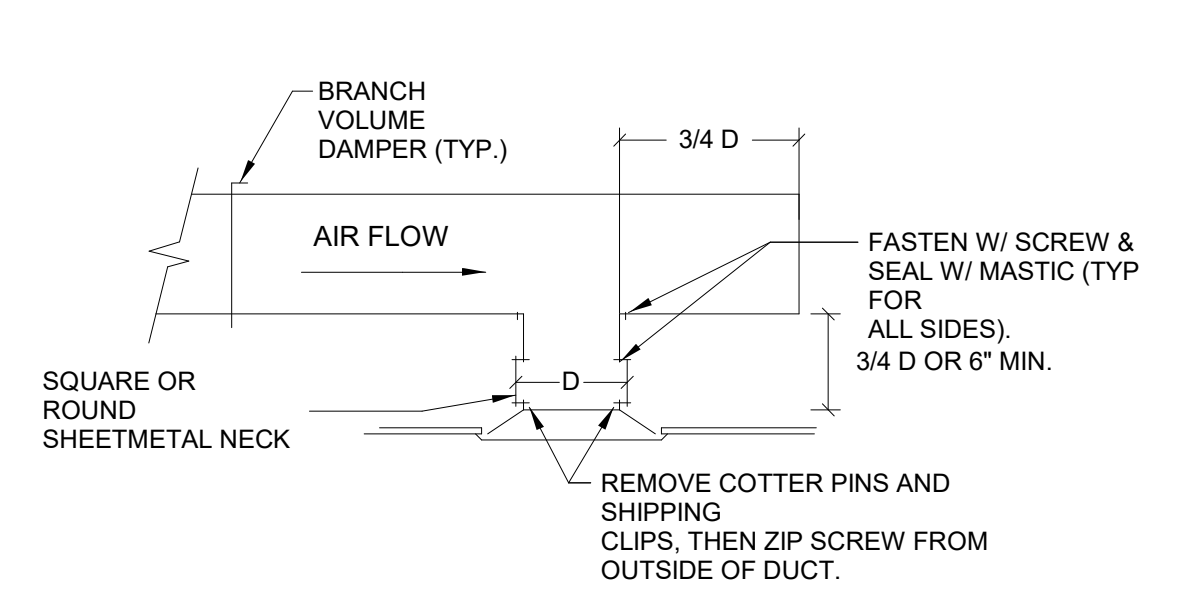 BRANCH
VOLUME
DAMPER (TYP.)
3/4 D
AIR FLOW
FASTEN W/ SCREW &
SEAL W/ MASTIC (TYP
FOR
ALL SIDES).
3/4 D OR 6" MIN.
D
SQUARE OR
ROUND
SHEETMETAL NECK
REMOVE COTTER PINS AND
SHIPPING
CLIPS, THEN ZIP SCREW FROM
OUTSIDE OF DUCT.